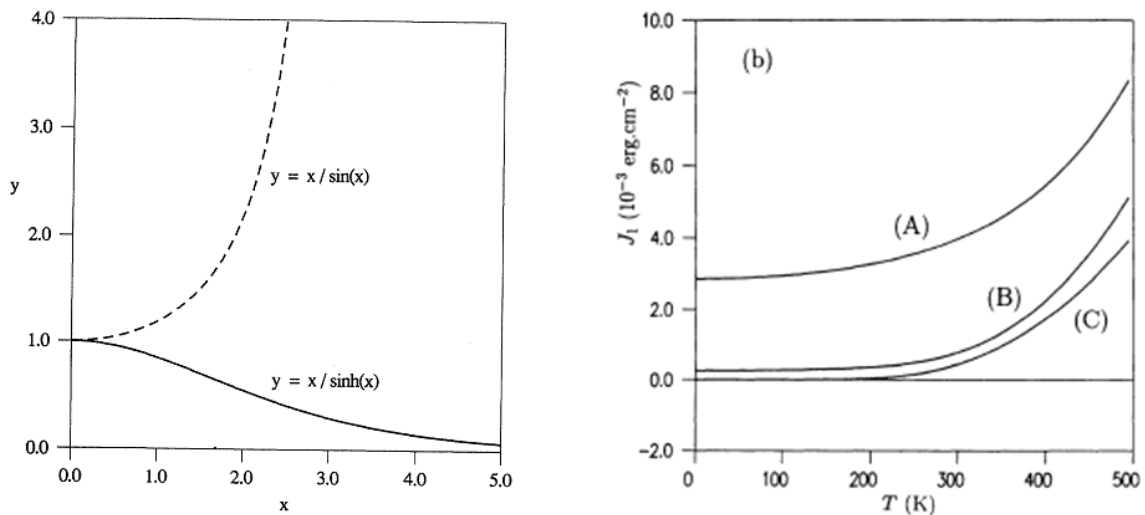 4.0
3.0
y = x / sin(x)
y
2.0
1.0
y = x / sinh(x)
0.0
0.0 1.0 2.0 3.0 4.0 5.0
x
10.0
(b)
8.0
J₁ (10⁻³ erg.cm⁻²)
6.0
(A)
4.0
(B)
2.0
(C)
0.0
-2.0
0 100 200 300 400 500
T (K)